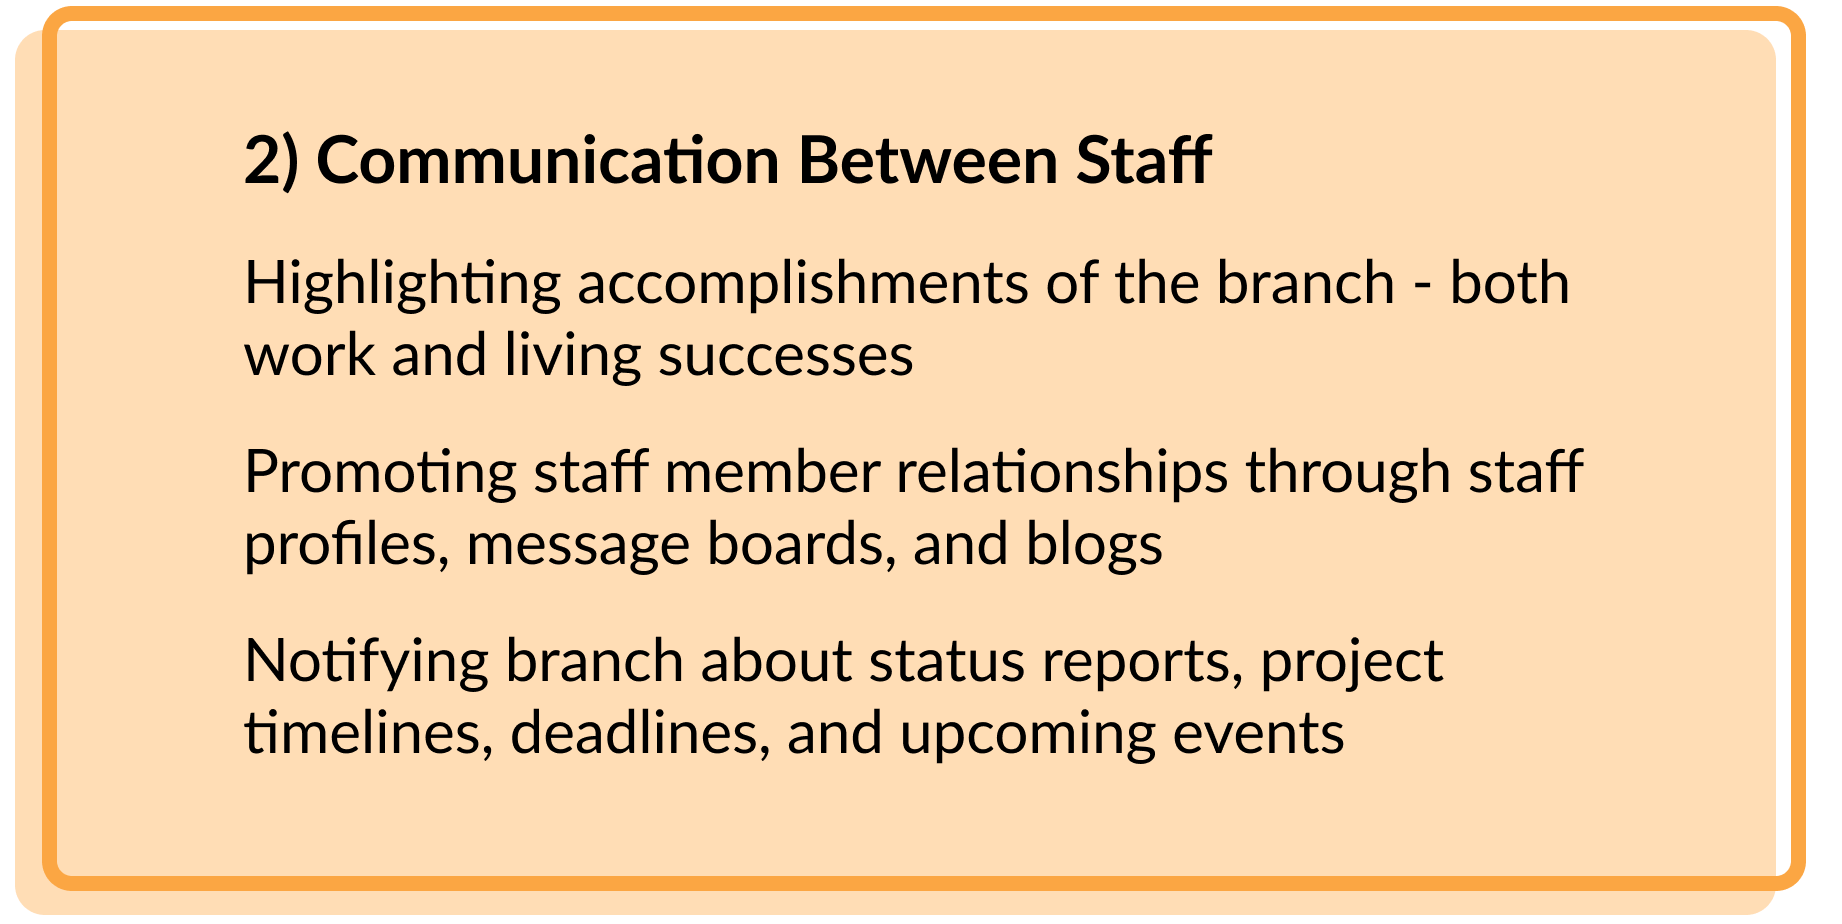 2) Communication Between Staff
Highlighting accomplishments of the branch - both
work and living successes
Promoting staff member relationships through staff
profiles, message boards, and blogs
Notifying branch about status reports, project
timelines, deadlines, and upcoming events